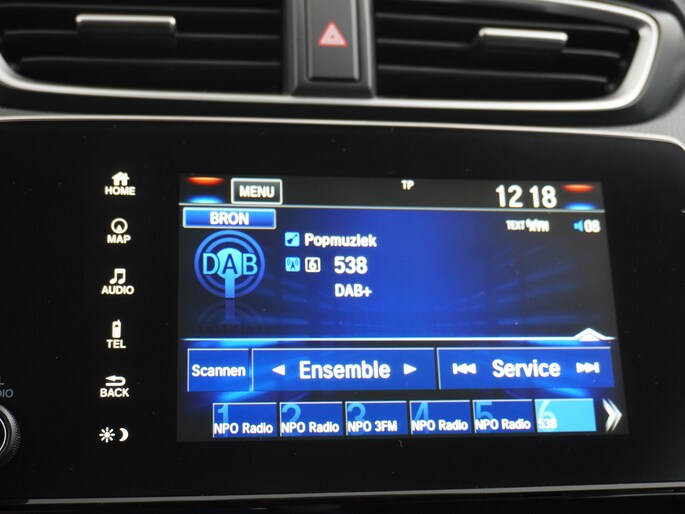 HOME
MAP
AUDIO
TEL
BACK
MENU
TP
12 18
BRON
TEXT
08
DAB
Popmuziek
6 538
DAB+
Scannen
Ensemble
Service
1
NPO Radio
2
NPO Radio
3
NPO 3FM
4
NPO Radio
5
NPO Radio
6
538